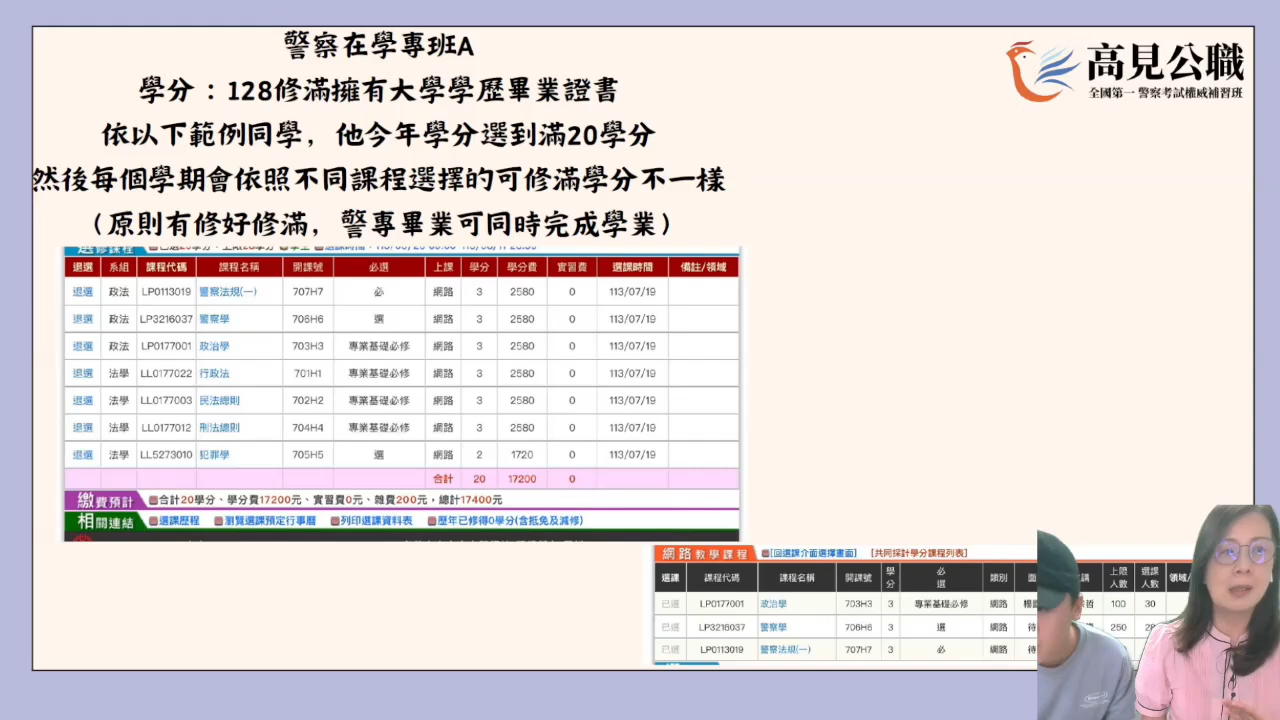 警察在學專班A
學分：128修滿擁有大學學歷畢業證書
依以下範例同學，他今年學分選到滿20學分
然後每個學期會依照不同課程選擇的可修滿學分不一樣
（原則有修好修滿，警專畢業可同時完成學業）
高見公職
全國第一 警察考試權威補習班
退選 系組 課程代碼 課程名稱 開課號 必選 上課 學分 學分費 實習費 選課時間 備註/領域
退選 政法 LP0113019 警察法規(一) 707H7 必 網路 3 2580 0 113/07/19
退選 政法 LP3216037 警察學 706H6 選 網路 3 2580 0 113/07/19
退選 政法 LP0177001 政治學 703H3 專業基礎必修 網路 3 2580 0 113/07/19
退選 法學 LL0177022 行政法 701H1 專業基礎必修 網路 3 2580 0 113/07/19
退選 法學 LL0177003 民法總則 702H2 專業基礎必修 網路 3 2580 0 113/07/19
退選 法學 LL0177012 刑法總則 704H4 專業基礎必修 網路 3 2580 0 113/07/19
退選 法學 LL5273010 犯罪學 705H5 選 網路 2 1720 0 113/07/19
合計 20 17200 0
繳費預計 合計20學分、學分費17200元、實習費0元、雜費200元，總計17400元
相關連結 選課歷程 瀏覽選課預定行事曆 列印選課資料表 歷年已修得0學分(含抵免及減修)
網路教學課程 [回選課介面選擇畫面] [共同採計學分課程列表]
選課 課程代碼 課程名稱 開課號 學分 必選 類別 面 講 上限人數 選課人數 領域/
已選 LP0177001 政治學 703H3 3 專業基礎必修 網路 哲 100 30
已選 LP3216037 警察學 706H6 3 選 網路 待 250
已選 LP0113019 警察法規(一) 707H7 3 必 網路 待